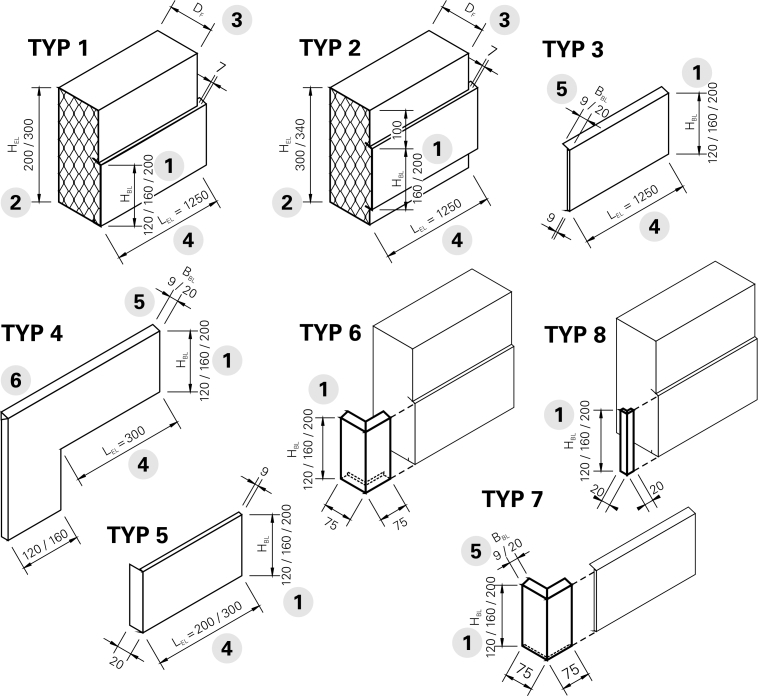 TYP 1
D_F
3
7
H_EL
200 / 300
1
H_BL
120 / 160 / 200
2
L_EL = 1250
4
TYP 2
D_F
3
7
H_EL
300 / 340
100
1
H_BL
120 / 160 / 200
2
L_EL = 1250
4
TYP 3
5
B_BL
9 / 20
1
H_BL
120 / 160 / 200
9
L_EL = 1250
4
TYP 4
B_BL
9 / 20
5
6
H_BL
120 / 160 / 200
1
L_EL = 300
4
120 / 160
TYP 5
9
H_BL
120 / 160 / 200
1
20
L_EL = 200 / 300
4
TYP 6
1
H_BL
120 / 160 / 200
75
75
TYP 8
1
H_BL
120 / 160 / 200
20
20
TYP 7
5
B_BL
9 / 20
1
H_BL
120 / 160 / 200
75
75